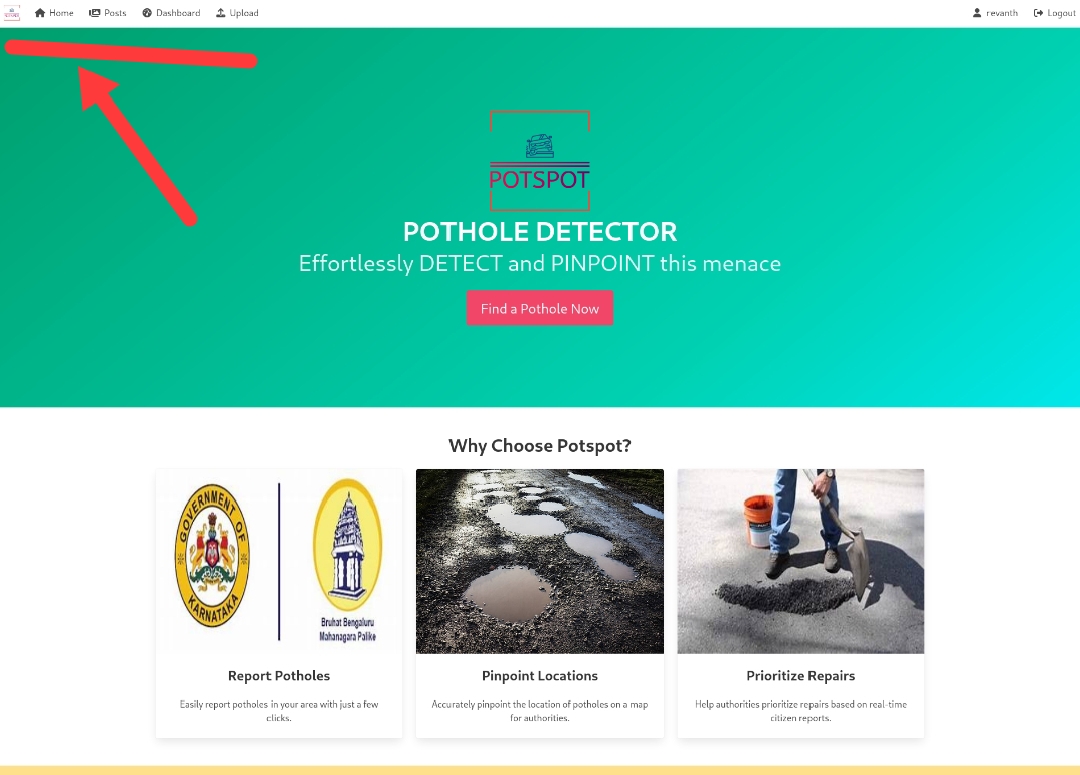 Home Posts Dashboard Upload revanth Logout
POTSPOT
POTHOLE DETECTOR
Effortlessly DETECT and PINPOINT this menace
Find a Pothole Now
Why Choose Potspot?
GOVERNMENT OF
KARNATAKA
Bruhat Bengaluru
Mahanagara Palike
Report Potholes
Easily report potholes in your area with just a few
clicks.
Pinpoint Locations
Accurately pinpoint the location of potholes on a map
for authorities.
Prioritize Repairs
Help authorities prioritize repairs based on real-time
citizen reports.